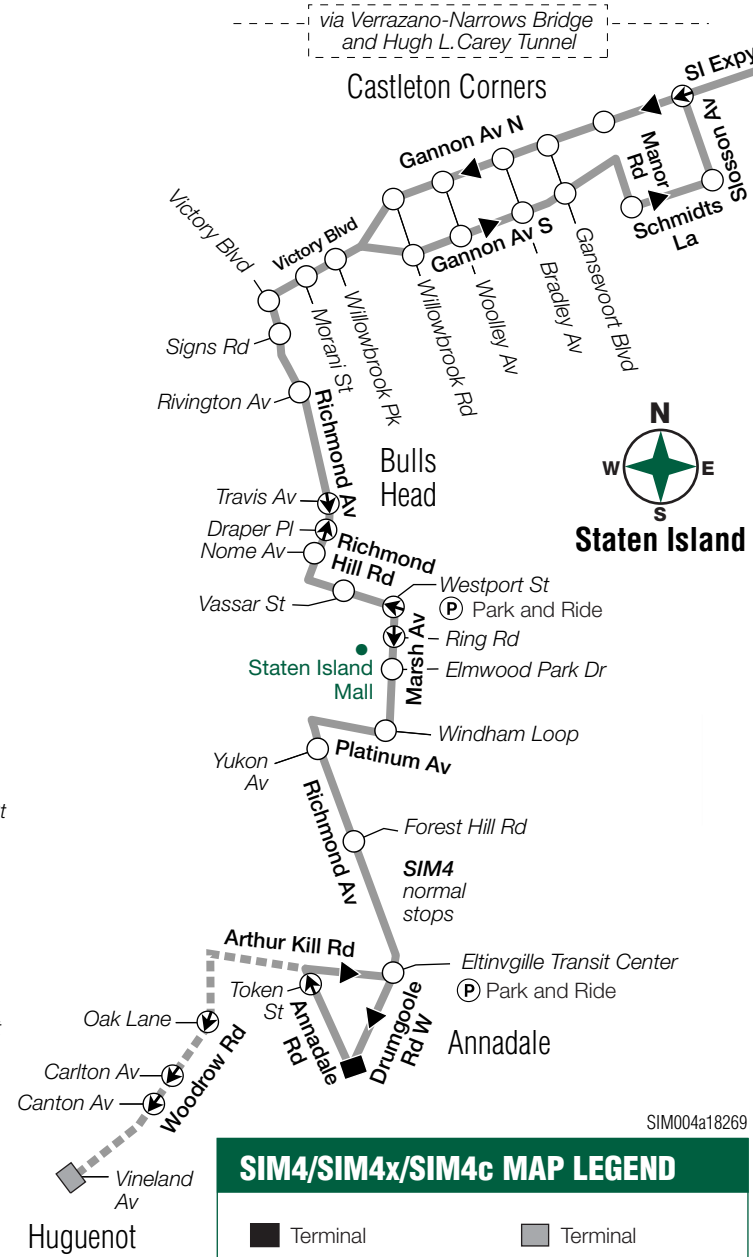 via Verrazano-Narrows Bridge
and Hugh L. Carey Tunnel
Castleton Corners
SI Expy
Slosson Av
Manor
Rd
Schmidts
La
Gannon Av N
Gannon Av S
Victory Blvd
Victory Blvd
Gansevoort Blvd
Bradley Av
Woolley Av
Willowbrook Rd
Willowbrook Pk
Morani St
Signs Rd
Rivington Av
Richmond Av
Bulls
Head
N
W
E
S
Staten Island
Travis Av
Draper Pl
Nome Av
Richmond
Hill Rd
Vassar St
Westport St
P Park and Ride
Ring Rd
Marsh Av
Staten Island
Mall
Elmwood Park Dr
Windham Loop
Platinum Av
Yukon
Av
t
Richmond Av
Forest Hill Rd
SIM4
normal
stops
Arthur Kill Rd
Eltinvgille Transit Center
P Park and Ride
Token
St
Annadale
Rd
Drumgoole
Rd W
Annadale
Oak Lane
Carlton Av
Canton Av
Woodrow Rd
Vineland
Av
Huguenot
SIM004a18269
SIM4/SIM4x/SIM4c MAP LEGEND
Terminal
Terminal